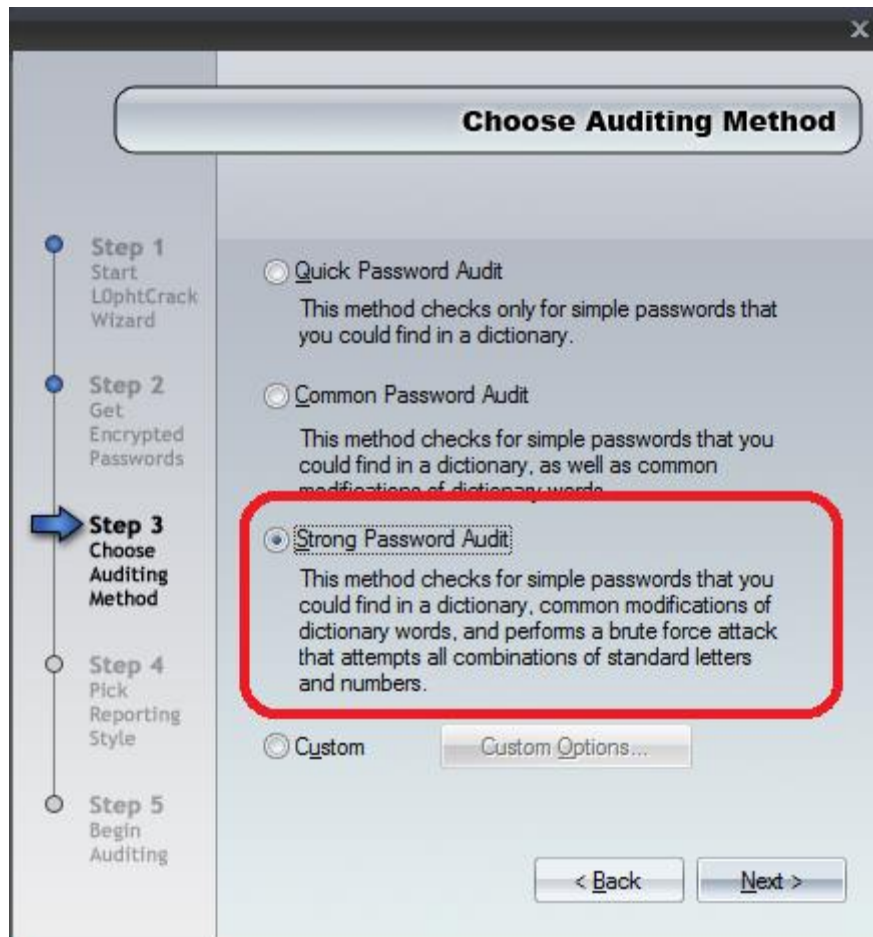 x
Choose Auditing Method
Step 1
Start
L0phtCrack
Wizard
Step 2
Get
Encrypted
Passwords
Step 3
Choose
Auditing
Method
Step 4
Pick
Reporting
Style
Step 5
Begin
Auditing
Quick Password Audit
This method checks only for simple passwords that
you could find in a dictionary.
Common Password Audit
This method checks for simple passwords that you
could find in a dictionary, as well as common
modifications of dictionary words.
Strong Password Audit
This method checks for simple passwords that you
could find in a dictionary, common modifications of
dictionary words, and performs a brute force attack
that attempts all combinations of standard letters
and numbers.
Custom
Custom Options...
< Back
Next >